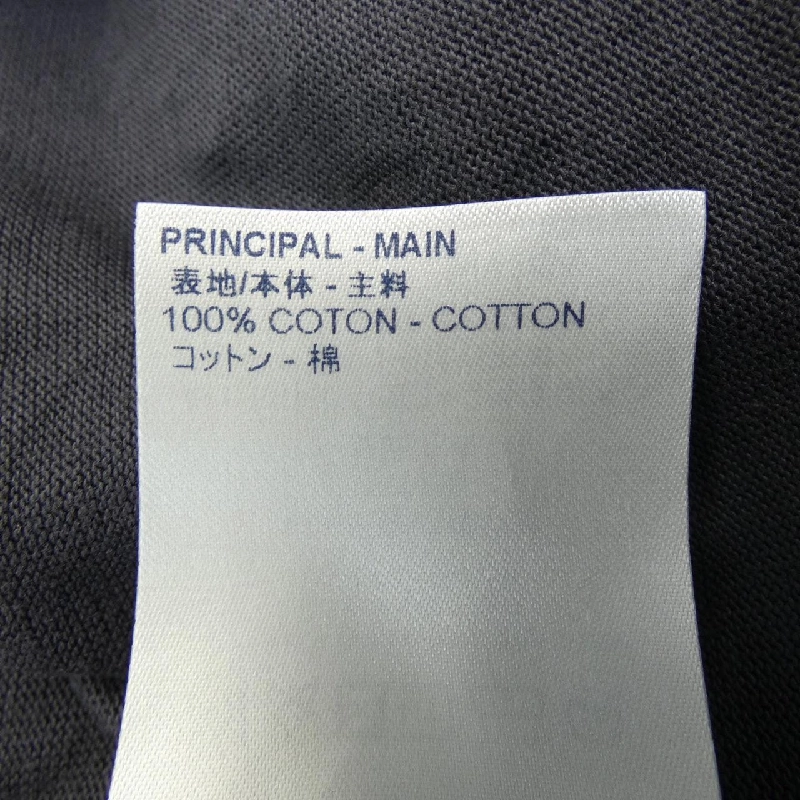 PRINCIPAL - MAIN
表地/本体 - 主料
100% COTON - COTTON
コットン - 棉